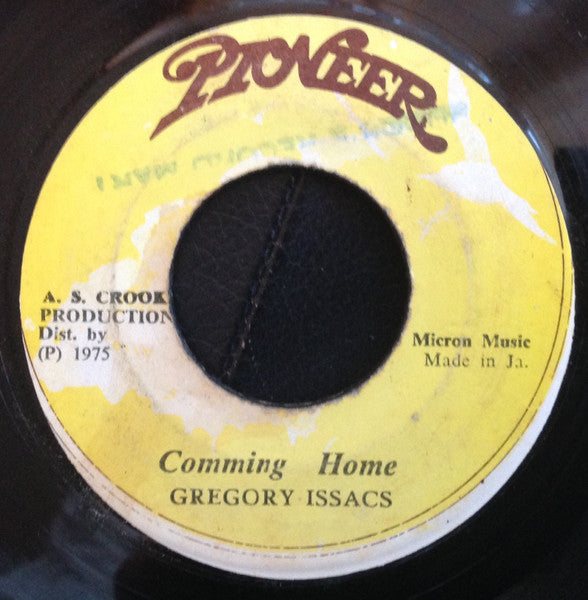 PIONEER
A. S. CROOK
PRODUCTION
Dist. by
(P) 1975
Micron Music
Made in Ja.
Comming Home
GREGORY ISSACS